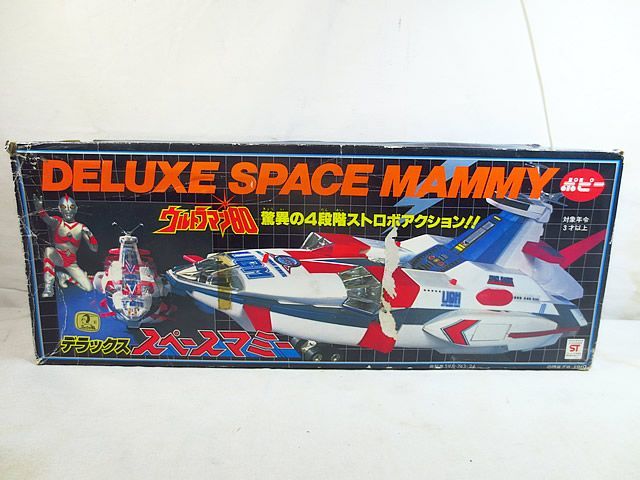 DELUXE SPACE MAMMY
ポピー
ウルトラマン80
驚異の4段階ストロボアクション!!
対象年令
3才以上
UGM
UGM
デラックス スペースマミー
ST